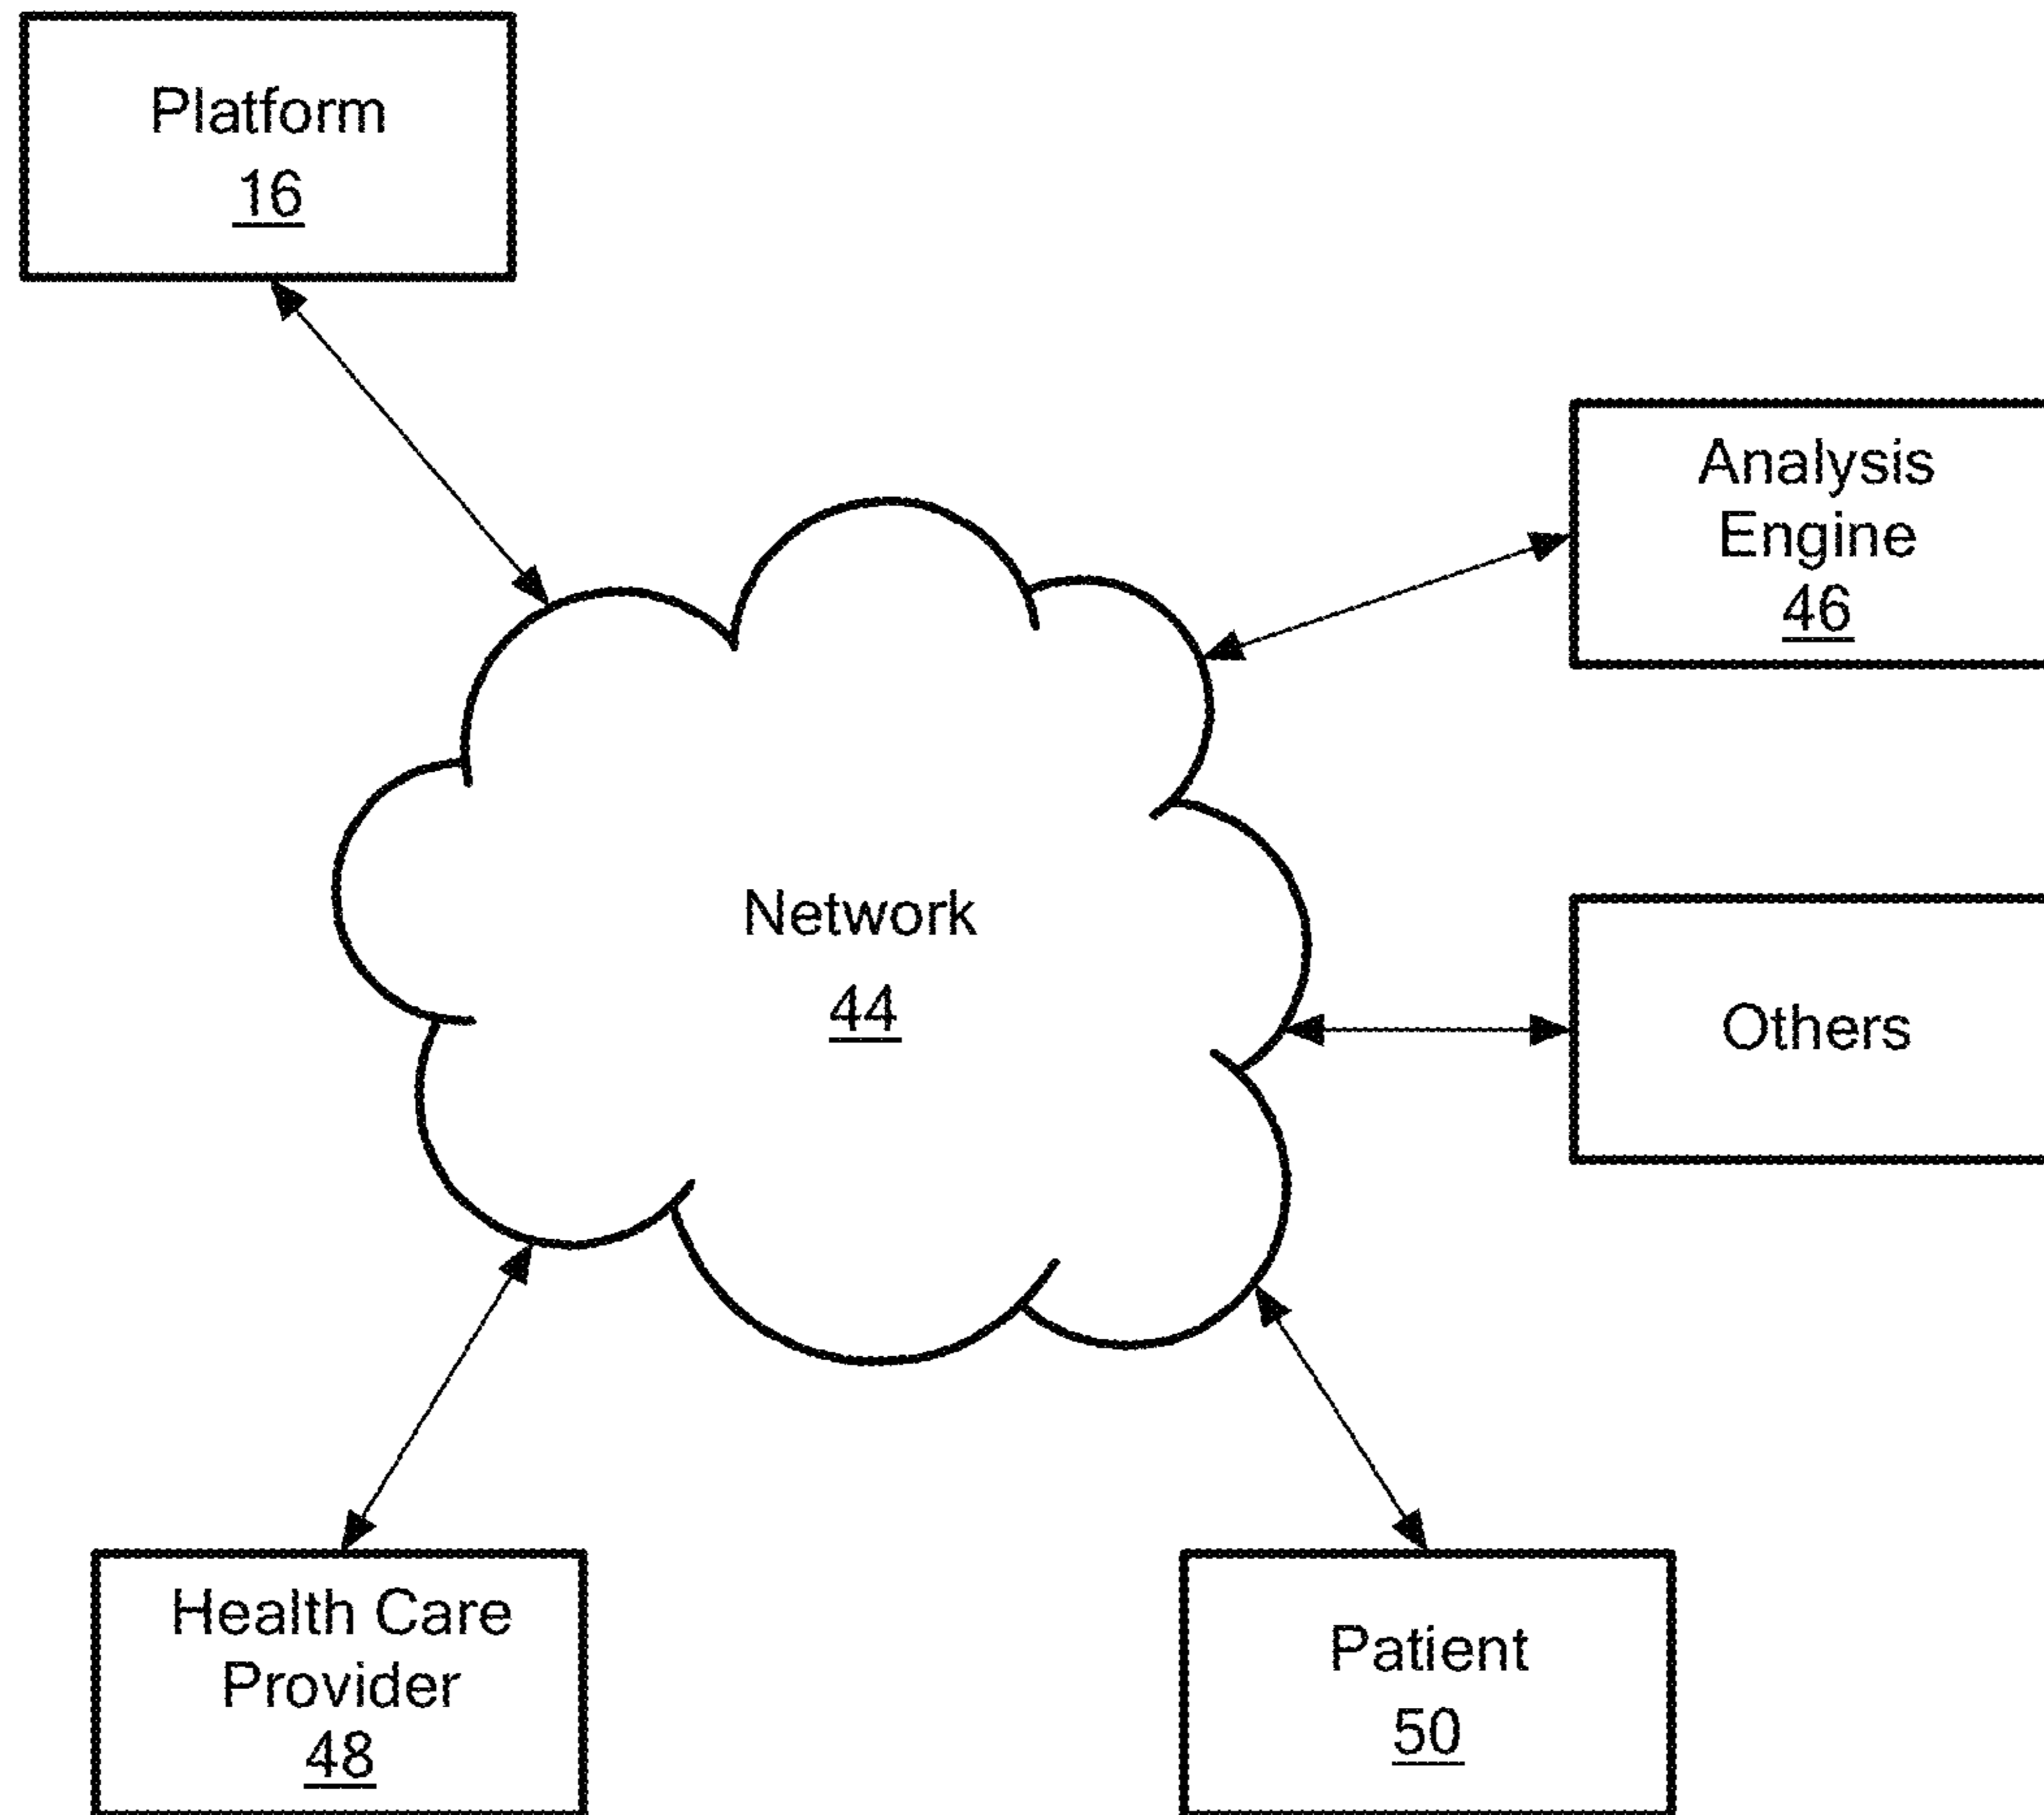 Platform
16
Analysis
Engine
46
Network
44
Others
Health Care
Provider
48
Patient
50